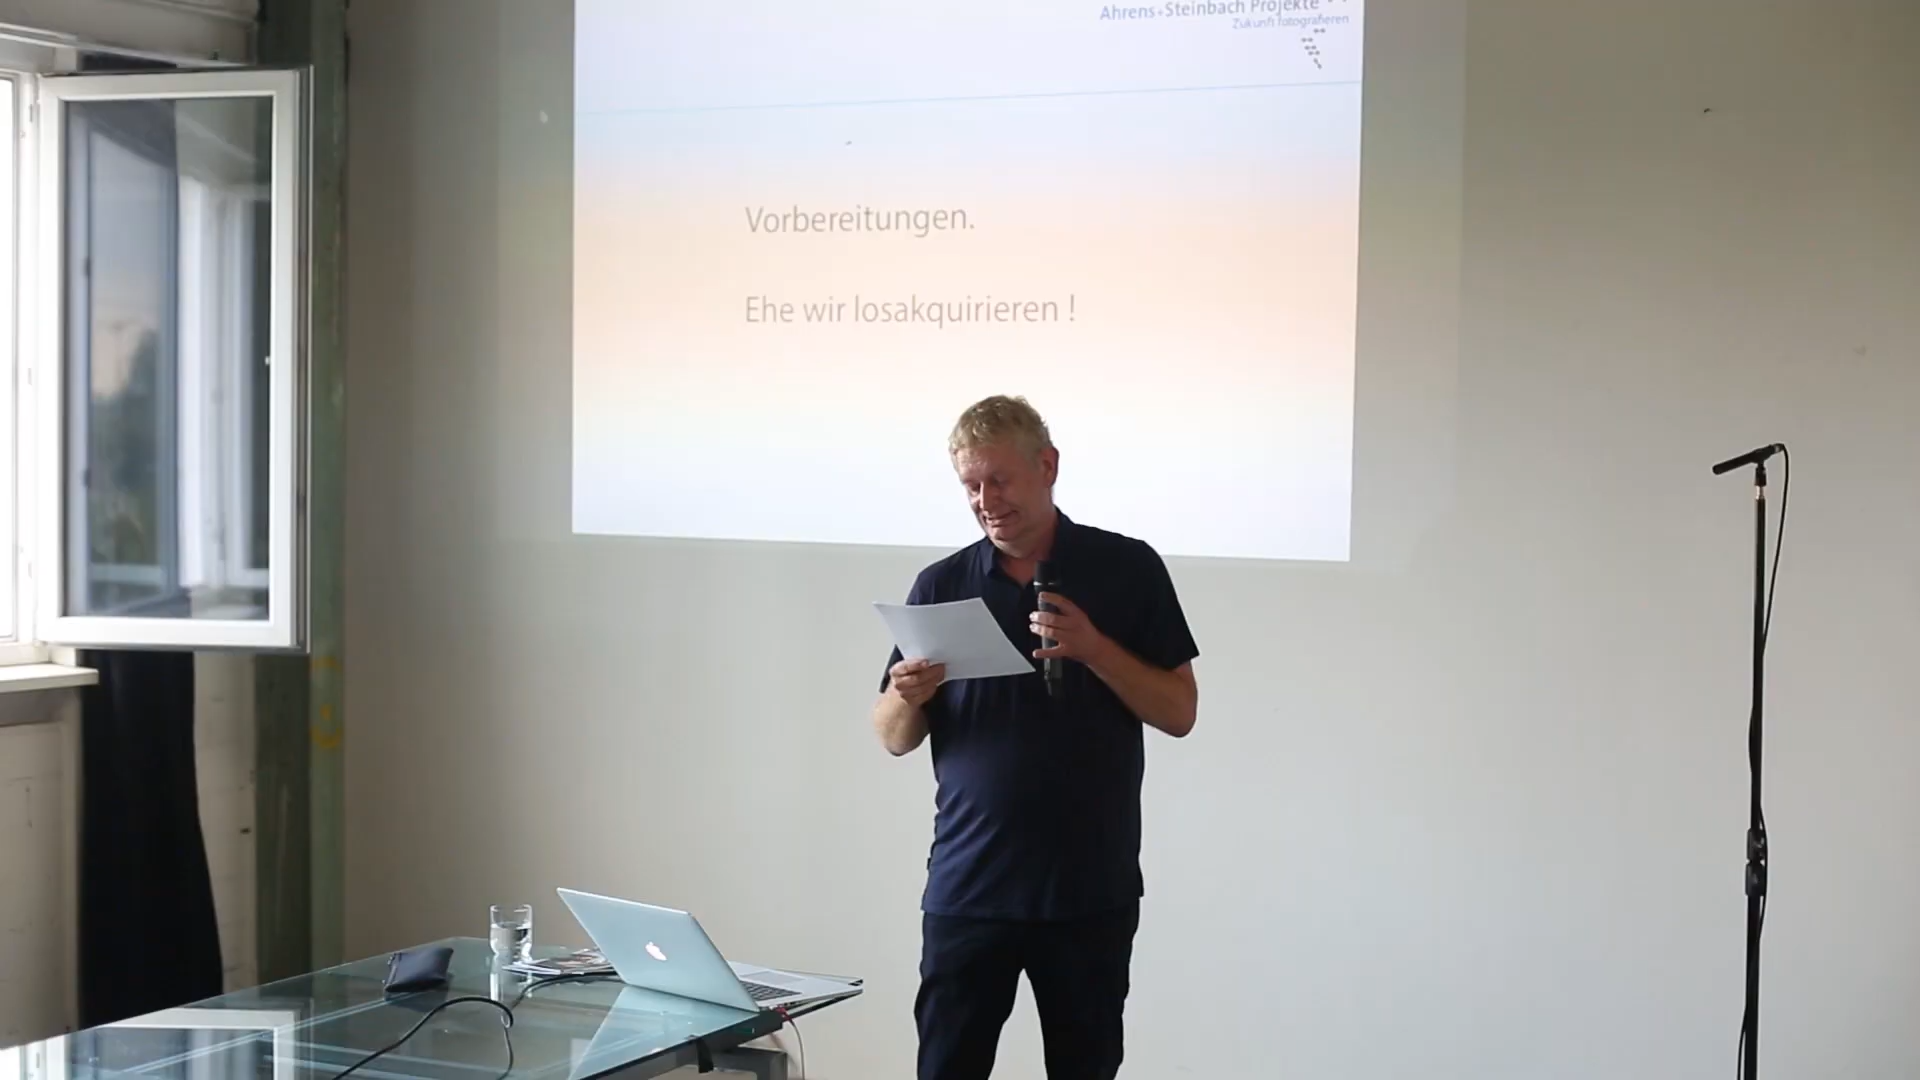 Ahrens+Steinbach Projekte
Zukunft fotografieren
Vorbereitungen.
Ehe wir losakquirieren !